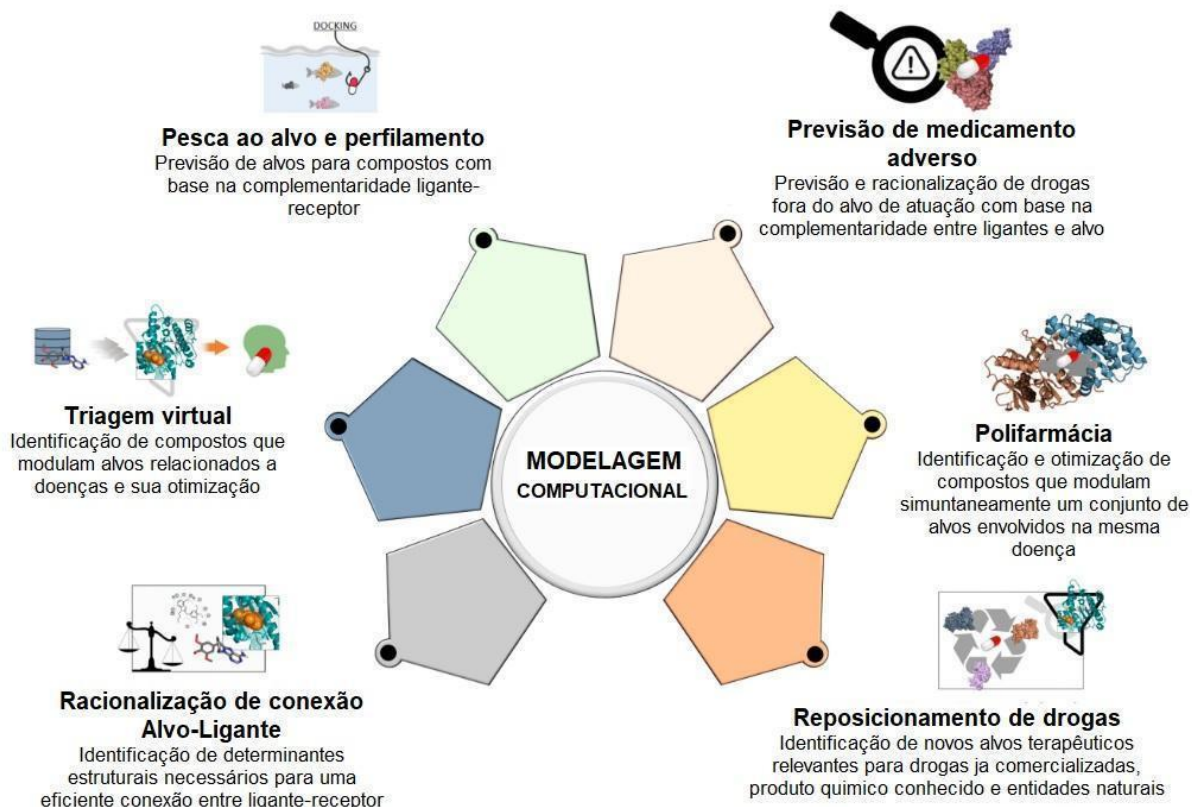 DOCKING
Pesca ao alvo e perfilamento
Previsão de alvos para compostos com
base na complementaridade ligante-
receptor
Previsão de medicamento
adverso
Previsão e racionalização de drogas
fora do alvo de atuação com base na
complementaridade entre ligantes e alvo
Triagem virtual
Identificação de compostos que
modulam alvos relacionados a
doenças e sua otimização
MODELAGEM
COMPUTACIONAL
Polifarmácia
Identificação e otimização de
compostos que modulam
simuntaneamente um conjunto de
alvos envolvidos na mesma
doença
Racionalização de conexão
Alvo-Ligante
Identificação de determinantes
estruturais necessários para uma
eficiente conexão entre ligante-receptor
Reposicionamento de drogas
Identificação de novos alvos terapêuticos
relevantes para drogas ja comercializadas,
produto quimico conhecido e entidades naturais